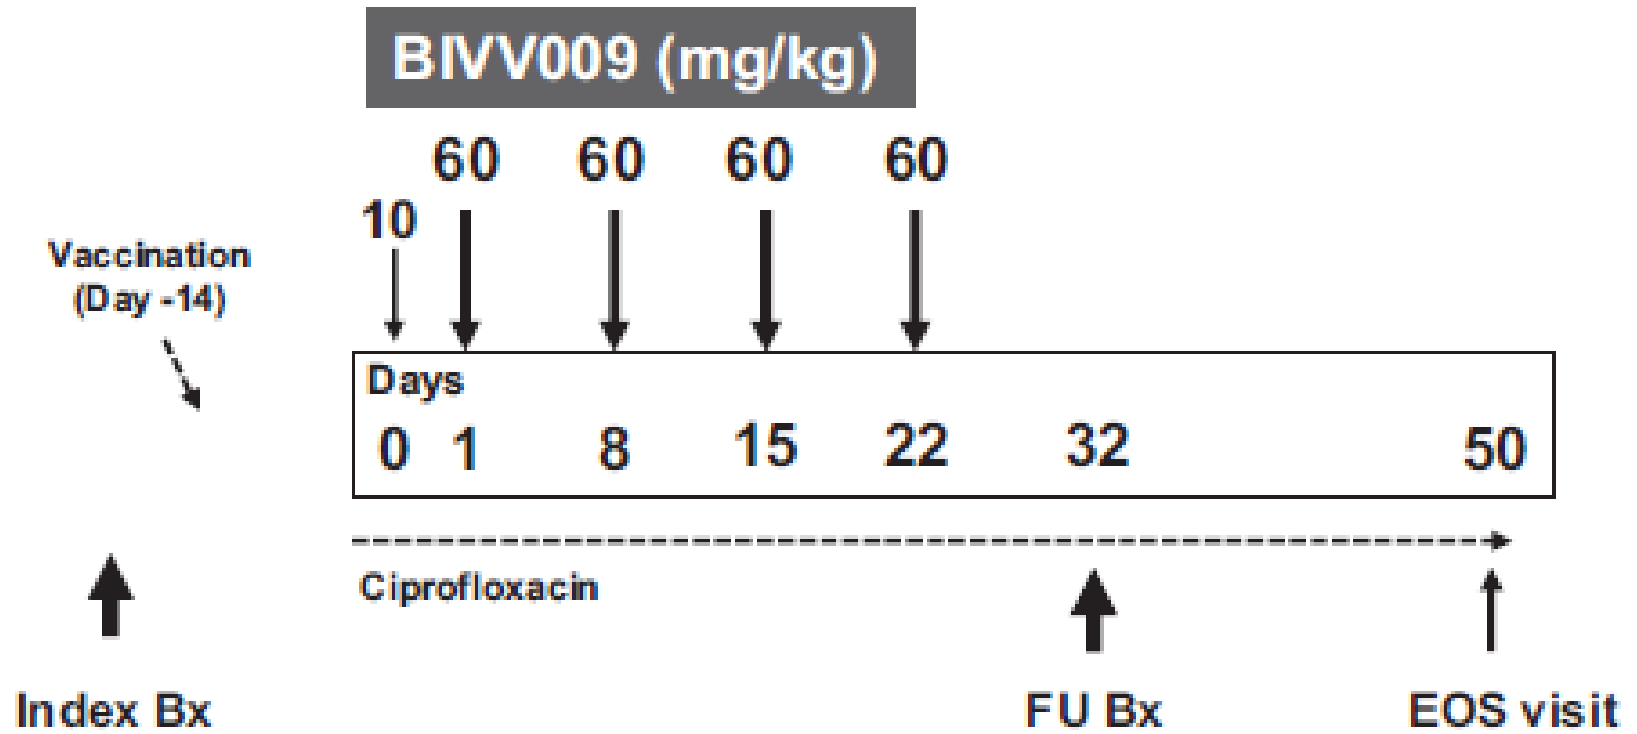 BIVV009 (mg/kg)
60 60 60 60
10
Vaccination
(Day -14)
Days
0 1 8 15 22 32 50
Ciprofloxacin
Index Bx FU Bx EOS visit